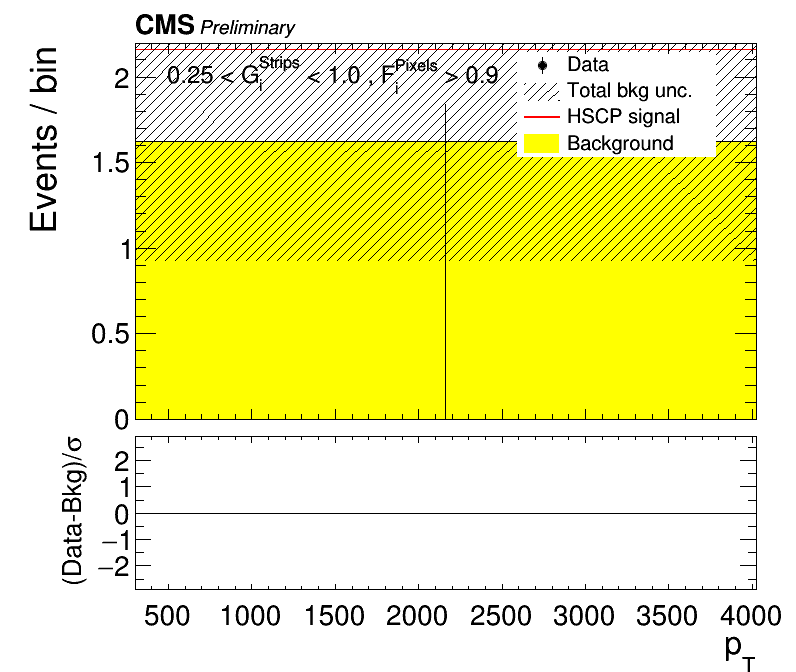 CMS Preliminary
Events / bin
0.25 < G_i^Strips < 1.0 , F_i^Pixels > 0.9
Data
Total bkg unc.
HSCP signal
Background
2
1.5
1
0.5
0
(Data-Bkg)/σ
2
1
0
−1
−2
500 1000 1500 2000 2500 3000 3500 4000
p_T